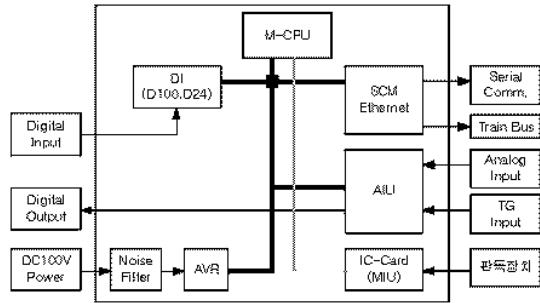 M-CPU
DI
(D100,D24)
SCM
Ethernet
Serial
Comm.
Train Bus
Digital
Input
AIU
Analog
Input
Digital
Output
TG
Input
DC100V
Power
Noise
Filter
AVR
IC-Card
(MIU)
판독장치